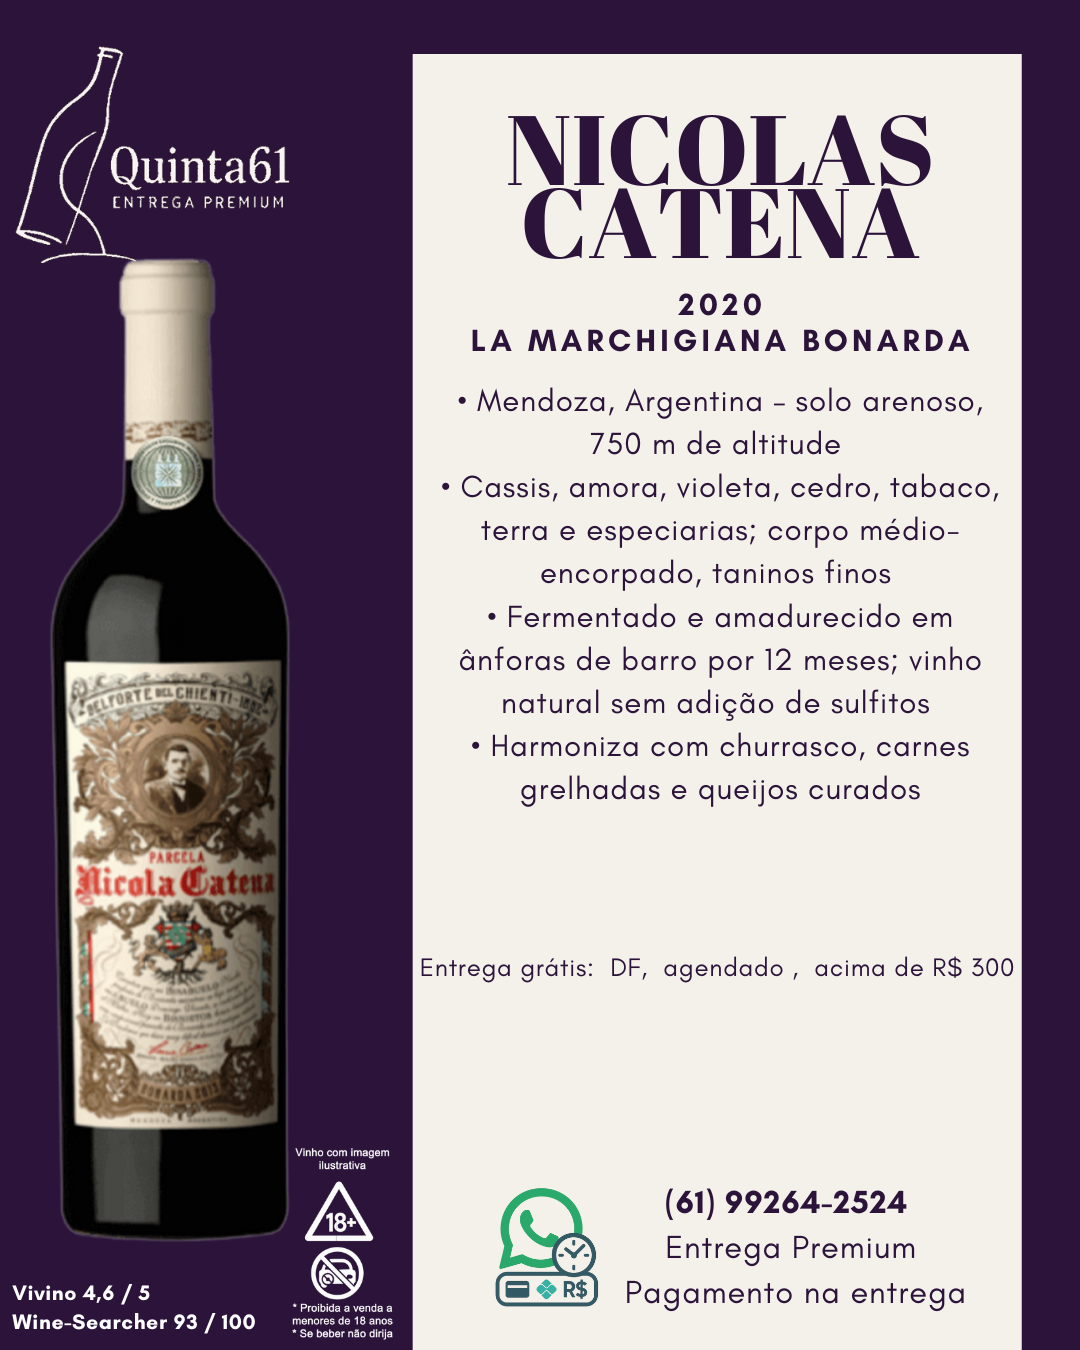 Quinta61
ENTREGA PREMIUM
NICOLAS
CATENA
2020
LA MARCHIGIANA BONARDA
• Mendoza, Argentina – solo arenoso,
750 m de altitude
• Cassis, amora, violeta, cedro, tabaco,
terra e especiarias; corpo médio–
encorpado, taninos finos
• Fermentado e amadurecido em
ânforas de barro por 12 meses; vinho
natural sem adição de sulfitos
• Harmoniza com churrasco, carnes
grelhadas e queijos curados
Entrega grátis: DF, agendado , acima de R$ 300
(61) 99264-2524
Entrega Premium
Pagamento na entrega
R$
BELFORTE DEL CHIENTI
PARCELA
Nicola Catena
BONARDA
Vinho com imagem
ilustrativa
18+
* Proibida a venda a
menores de 18 anos
* Se beber não dirija
Vivino 4,6 / 5
Wine-Searcher 93 / 100